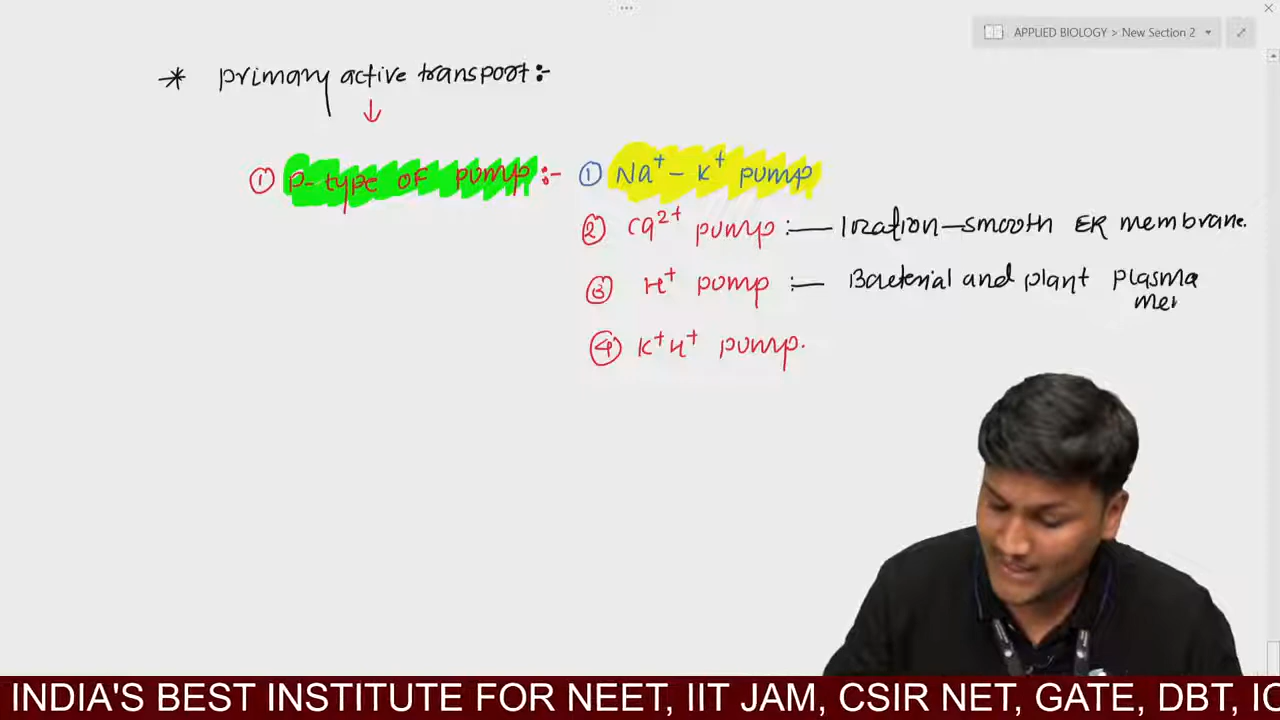 APPLIED BIOLOGY > New Section 2
* primary active transport:-
↓
① P-type of pump :- ① Na⁺ - K⁺ pump
② Ca²⁺ pump :— location-smooth ER membrane.
③ H⁺ pump :— Bacterial and plant plasma
mem
④ K⁺H⁺ pump.
INDIA'S BEST INSTITUTE FOR NEET, IIT JAM, CSIR NET, GATE, DBT, IC